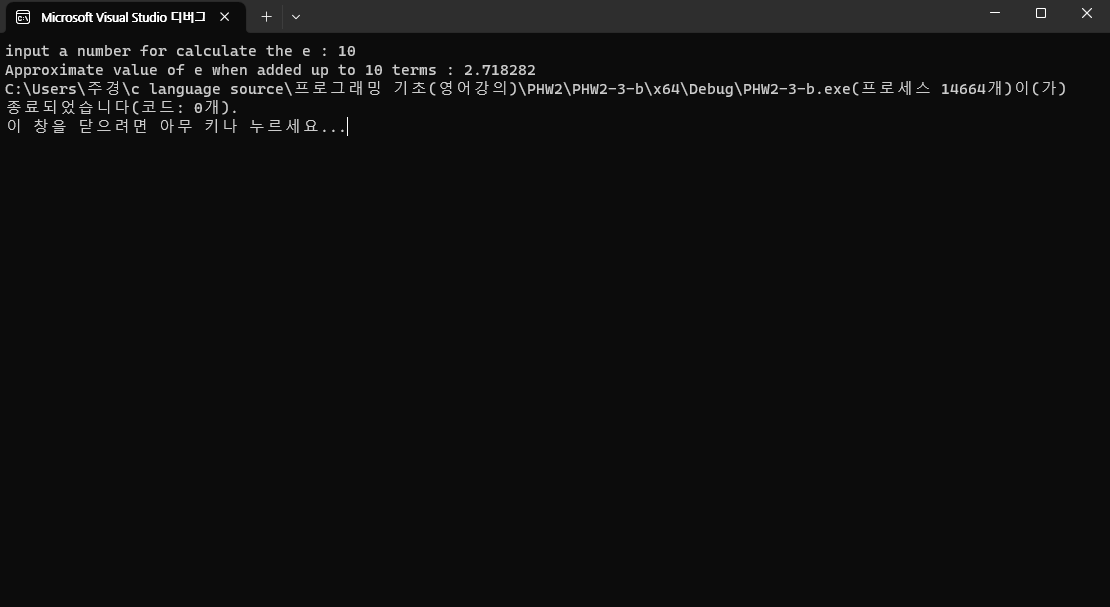 Microsoft Visual Studio 디버그
input a number for calculate the e : 10
Approximate value of e when added up to 10 terms : 2.718282
C:\Users\주경\c language source\프로그래밍 기초(영어강의)\PHW2\PHW2-3-b\x64\Debug\PHW2-3-b.exe(프로세스 14664개)이(가)
종료되었습니다(코드: 0개).
이 창을 닫으려면 아무 키나 누르세요...